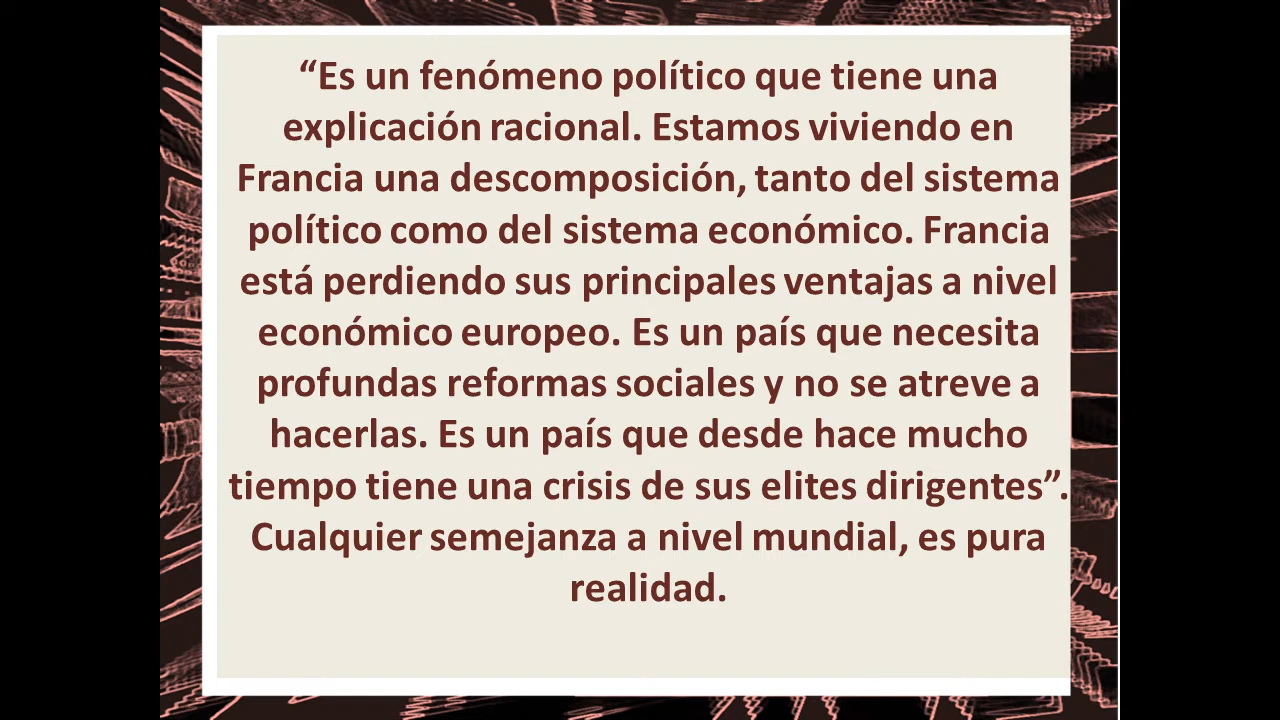 “Es un fenómeno político que tiene una
explicación racional. Estamos viviendo en
Francia una descomposición, tanto del sistema
político como del sistema económico. Francia
está perdiendo sus principales ventajas a nivel
económico europeo. Es un país que necesita
profundas reformas sociales y no se atreve a
hacerlas. Es un país que desde hace mucho
tiempo tiene una crisis de sus elites dirigentes”.
Cualquier semejanza a nivel mundial, es pura
realidad.